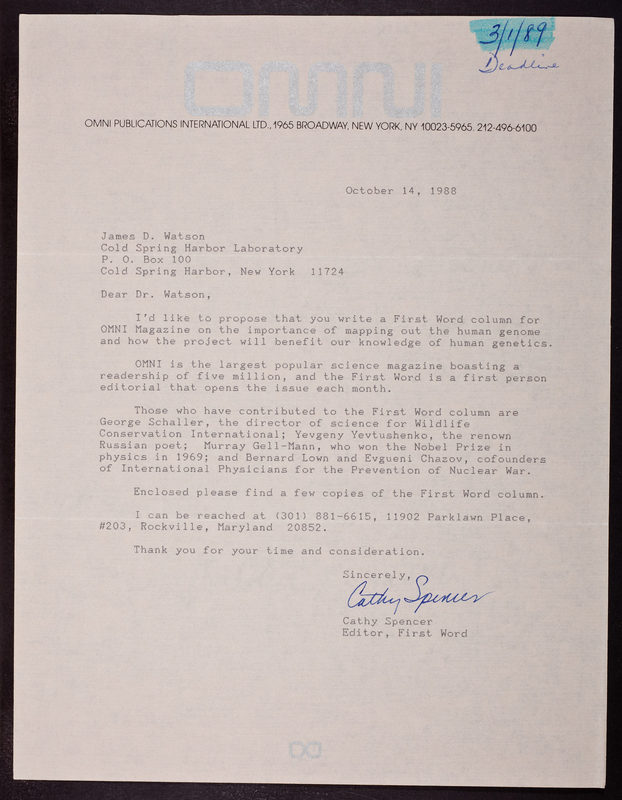 3/1/89
Deadline
OMNI
OMNI PUBLICATIONS INTERNATIONAL LTD., 1965 BROADWAY, NEW YORK, NY 10023-5965. 212-496-6100
October 14, 1988
James D. Watson
Cold Spring Harbor Laboratory
P. O. Box 100
Cold Spring Harbor, New York  11724
Dear Dr. Watson,
I'd like to propose that you write a First Word column for
OMNI Magazine on the importance of mapping out the human genome
and how the project will benefit our knowledge of human genetics.
OMNI is the largest popular science magazine boasting a
readership of five million, and the First Word is a first person
editorial that opens the issue each month.
Those who have contributed to the First Word column are
George Schaller, the director of science for Wildlife
Conservation International; Yevgeny Yevtushenko, the renown
Russian poet;  Murray Gell-Mann, who won the Nobel Prize in
physics in 1969; and Bernard Lown and Evgueni Chazov, cofounders
of International Physicians for the Prevention of Nuclear War.
Enclosed please find a few copies of the First Word column.
I can be reached at (301) 881-6615, 11902 Parklawn Place,
#203, Rockville, Maryland  20852.
Thank you for your time and consideration.
Sincerely,
Cathy Spencer
Cathy Spencer
Editor, First Word